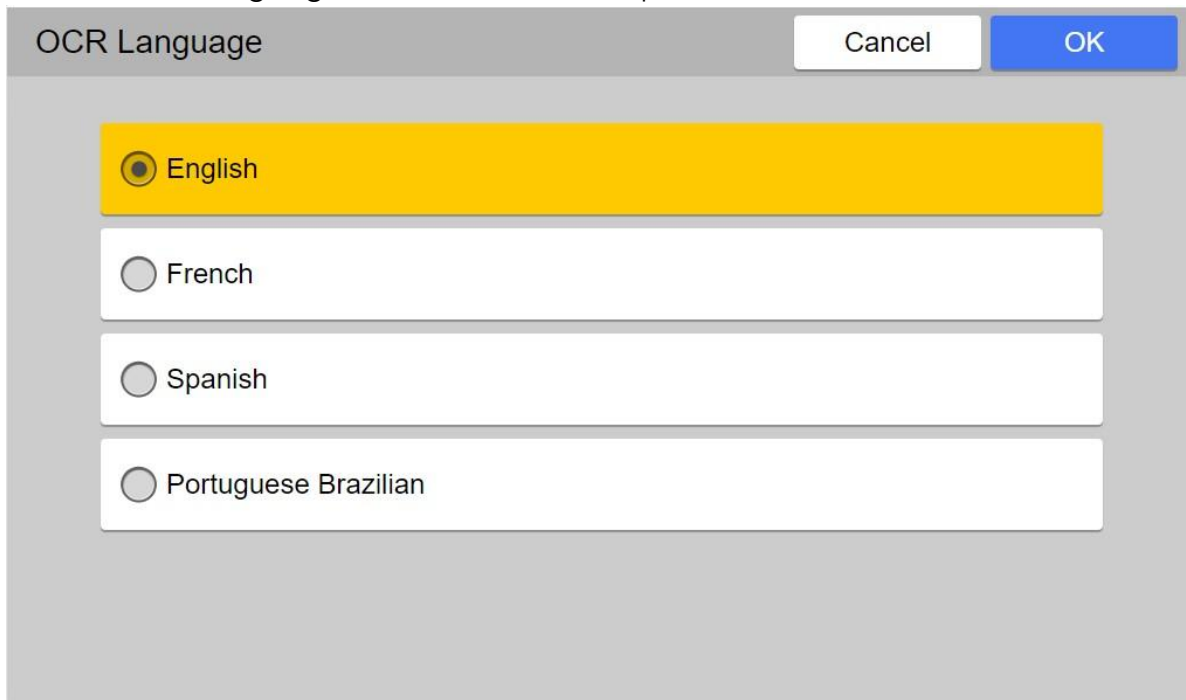 OCR Language
Cancel
OK
English
French
Spanish
Portuguese Brazilian